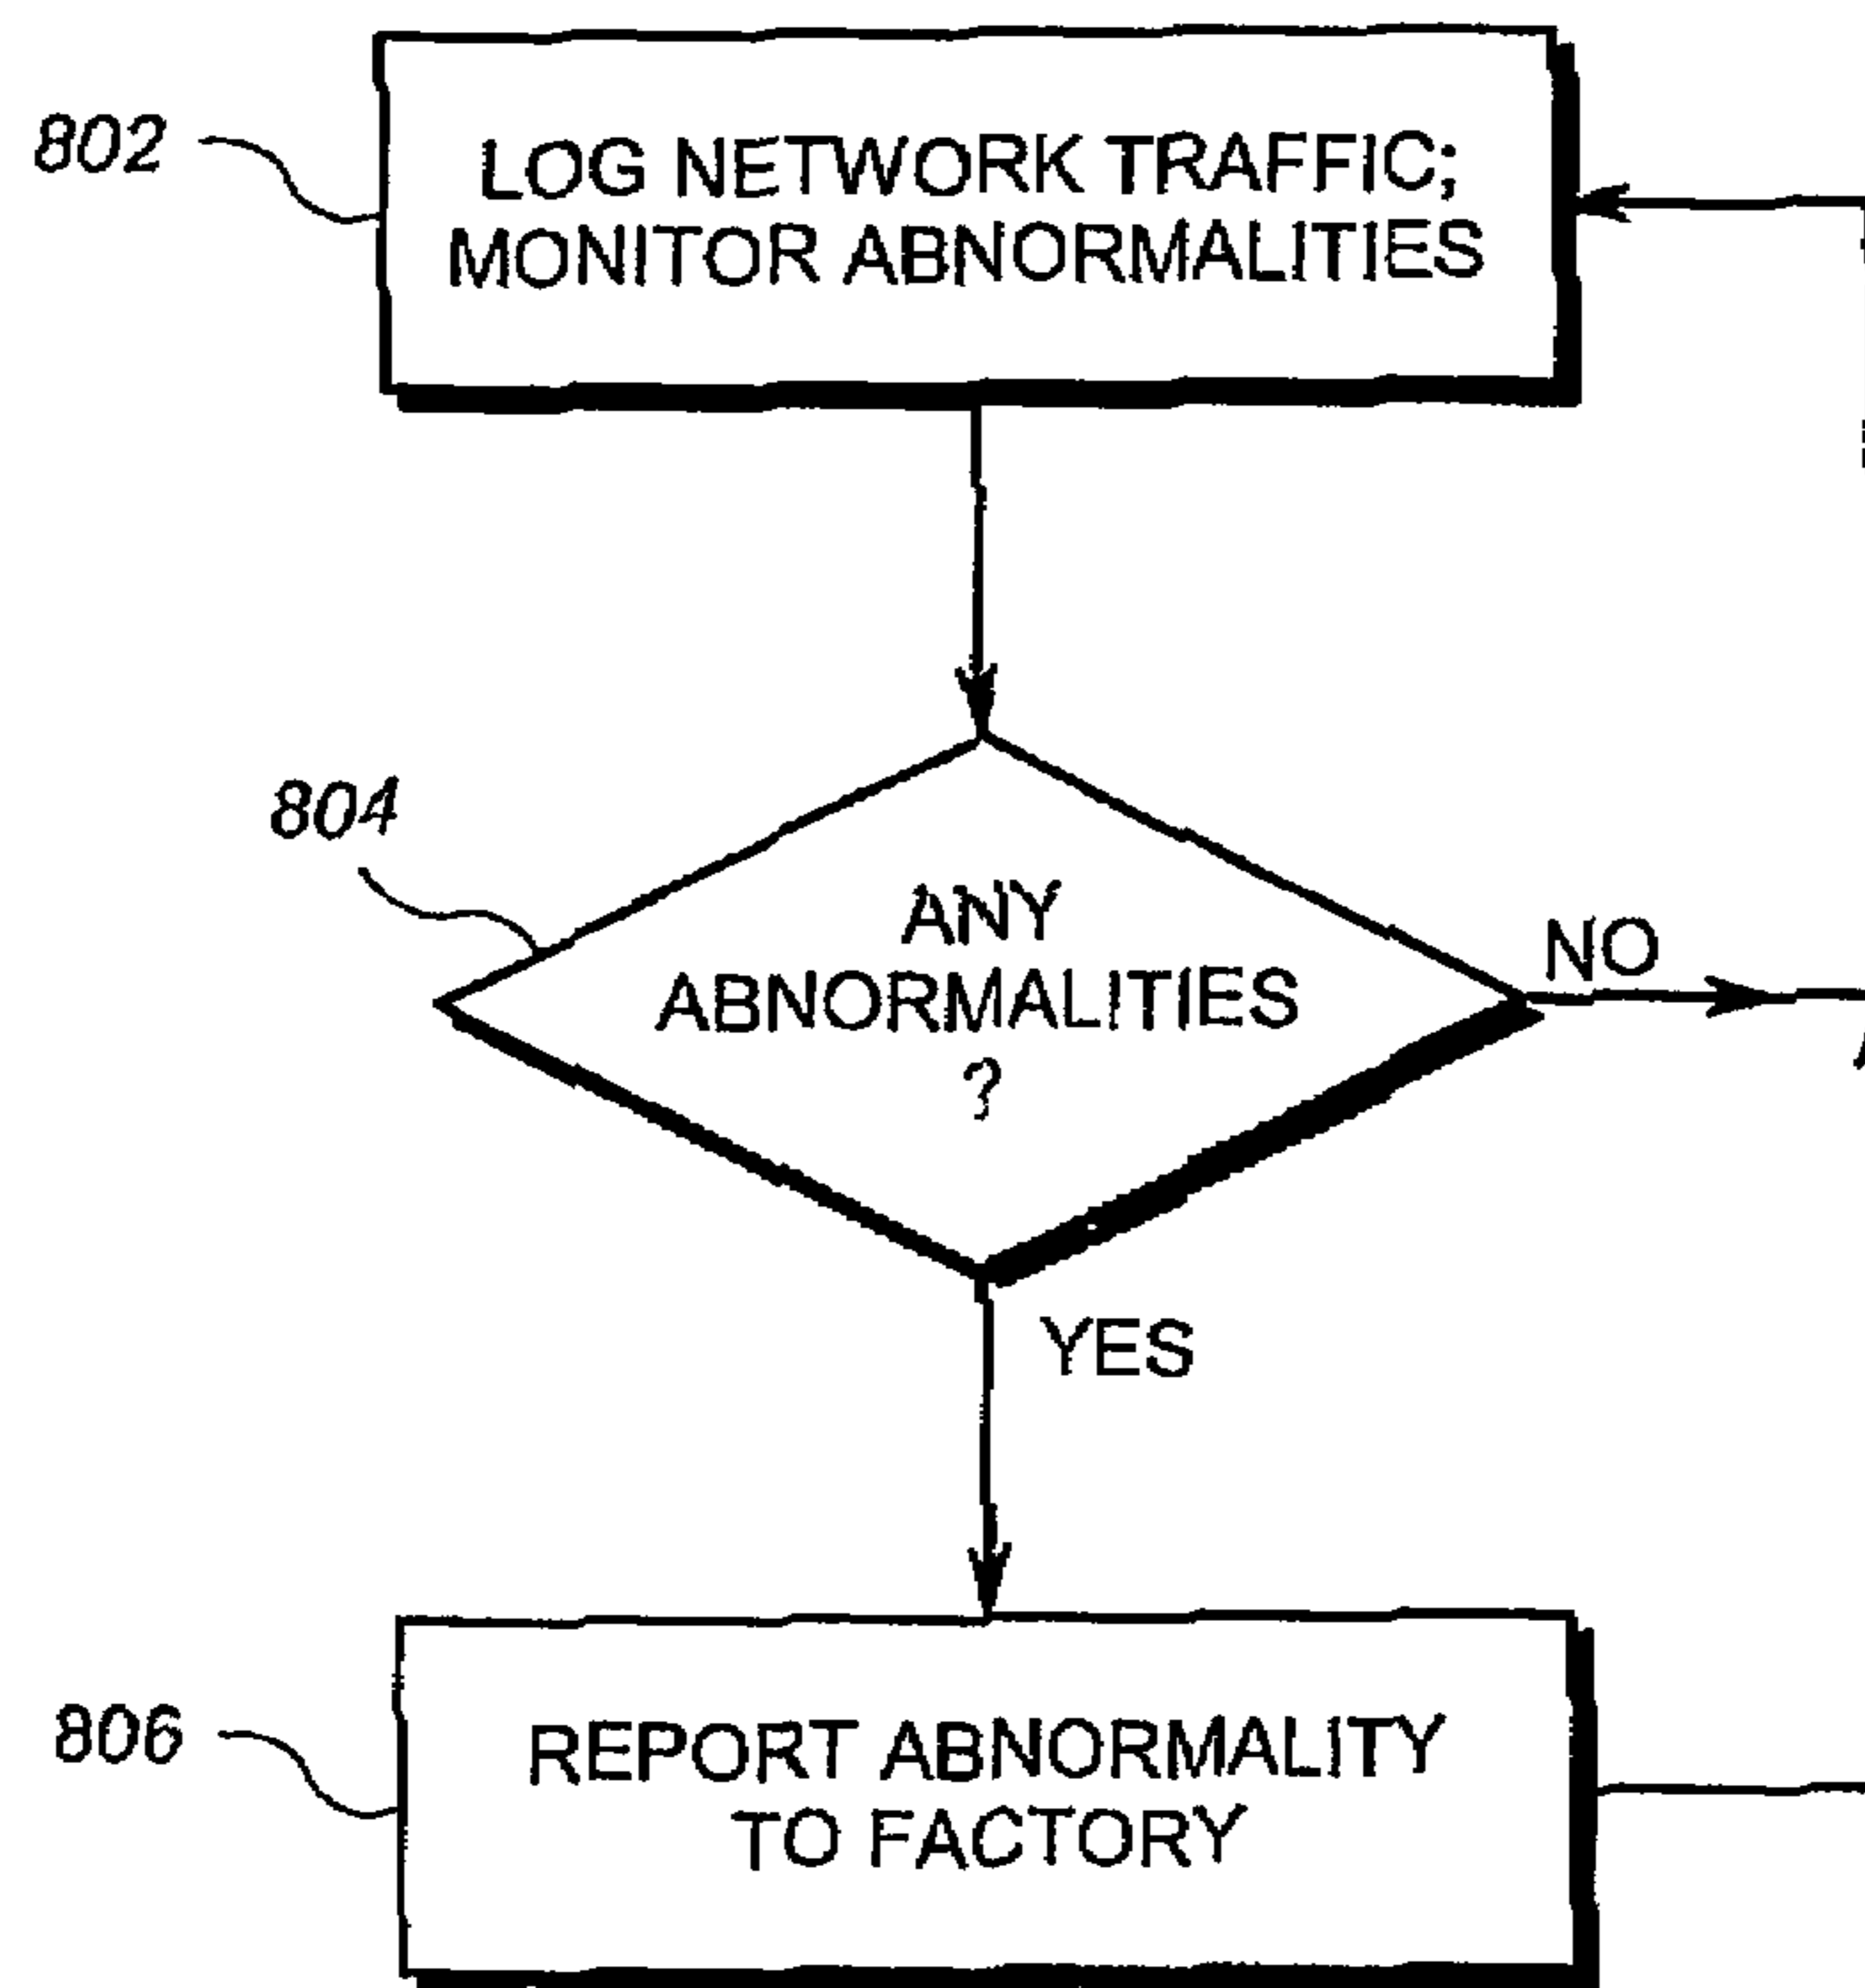 802
LOG NETWORK TRAFFIC;
MONITOR ABNORMALITIES
804
ANY
ABNORMALITIES
?
NO
YES
806
REPORT ABNORMALITY
TO FACTORY